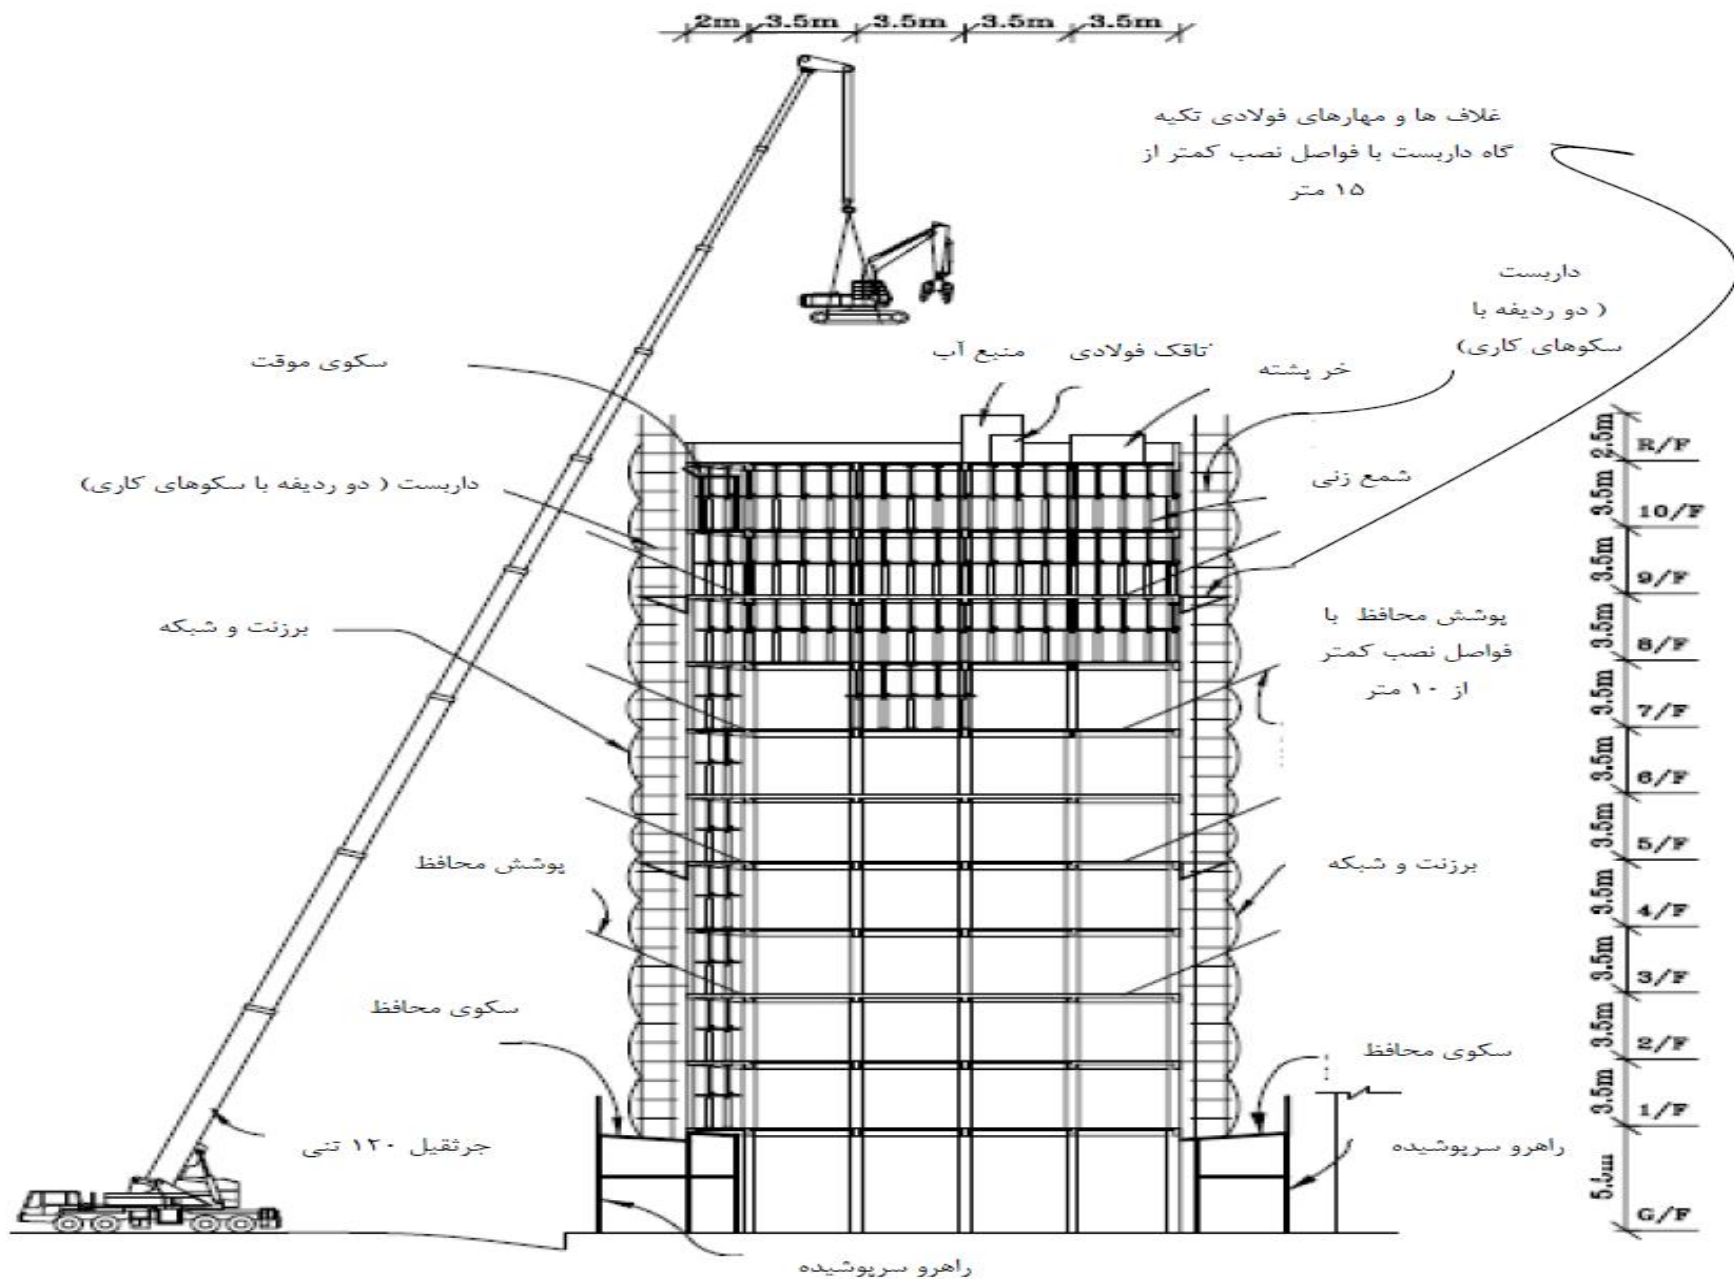 2m 3.5m 3.5m 3.5m 3.5m
غلاف ها و مهارهای فولادی تکیه
گاه داربست با فواصل نصب کمتر از
۱۵ متر
داربست
( دو ردیفه با
سکوهای کاری)
سکوی موقت
منبع آب
تاقک فولادی
خر پشته
داربست ( دو ردیفه با سکوهای کاری)
شمع زنی
برزنت و شبکه
پوشش محافظ با
فواصل نصب کمتر
از ۱۰ متر
پوشش محافظ
برزنت و شبکه
سکوی محافظ
سکوی محافظ
جرثقیل ۱۲۰ تنی
راهرو سرپوشیده
راهرو سرپوشیده
2.5m R/F
3.5m 10/F
3.5m 9/F
3.5m 8/F
3.5m 7/F
3.5m 6/F
3.5m 5/F
3.5m 4/F
3.5m 3/F
3.5m 2/F
3.5m 1/F
G/F